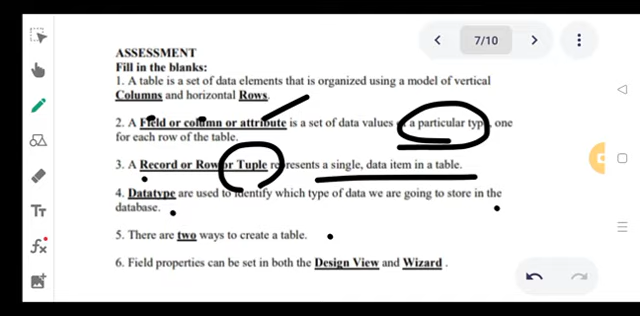 7/10
ASSESSMENT
Fill in the blanks:
1. A table is a set of data elements that is organized using a model of vertical
Columns and horizontal Rows.
2. A Field or column or attribute is a set of data values of a particular type, one
for each row of the table.
3. A Record or Row or Tuple represents a single, data item in a table.
4. Datatype are used to identify which type of data we are going to store in the
database.
5. There are two ways to create a table.
6. Field properties can be set in both the Design View and Wizard .
Tт
fx